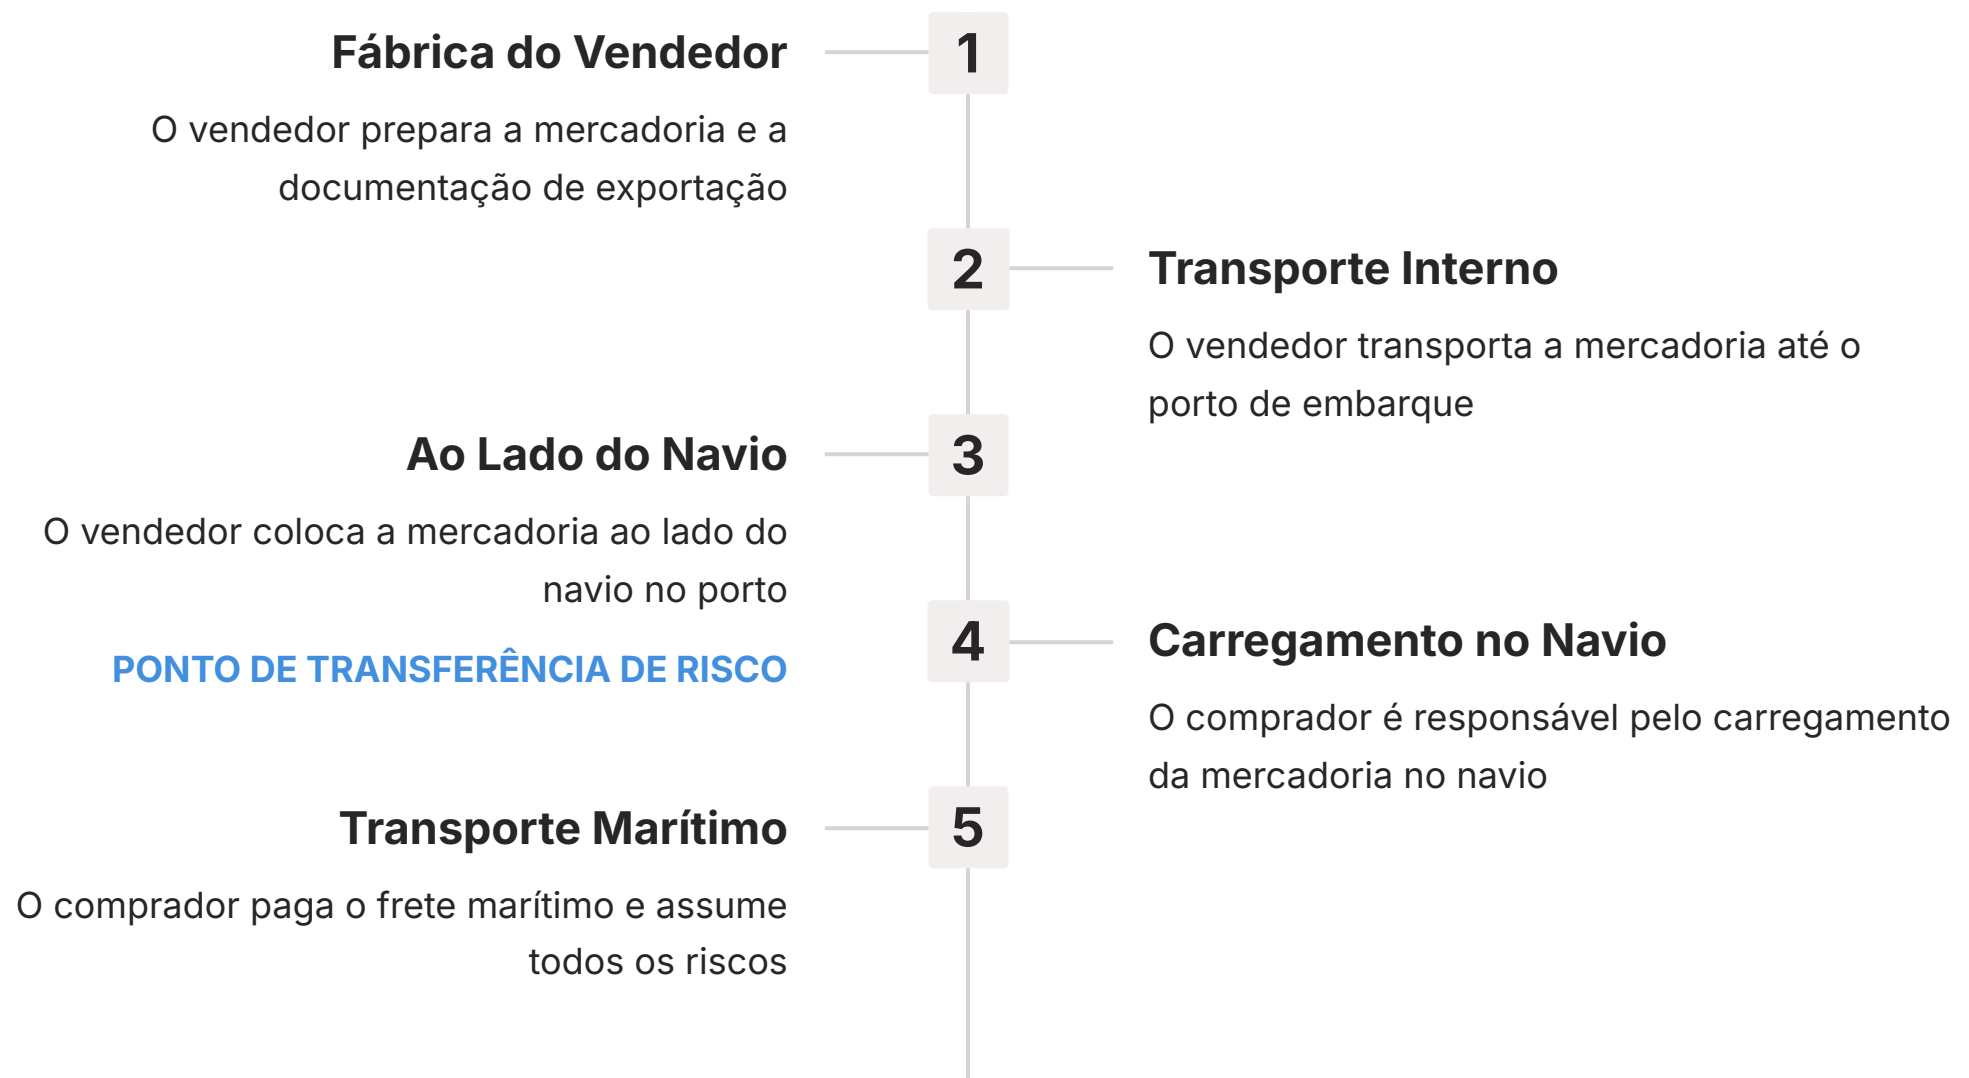 1
Fábrica do Vendedor
O vendedor prepara a mercadoria e a
documentação de exportação
2
Transporte Interno
O vendedor transporta a mercadoria até o
porto de embarque
3
Ao Lado do Navio
O vendedor coloca a mercadoria ao lado do
navio no porto
PONTO DE TRANSFERÊNCIA DE RISCO
4
Carregamento no Navio
O comprador é responsável pelo carregamento
da mercadoria no navio
5
Transporte Marítimo
O comprador paga o frete marítimo e assume
todos os riscos